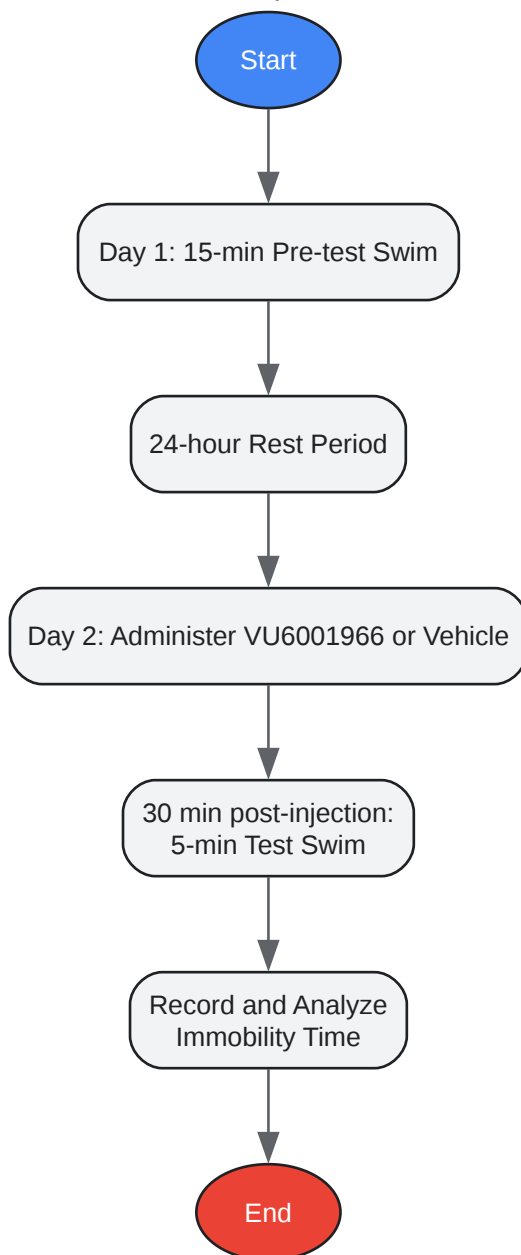 Start
Day 1: 15-min Pre-test Swim
24-hour Rest Period
Day 2: Administer VU6001966 or Vehicle
30 min post-injection:
5-min Test Swim
Record and Analyze
Immobility Time
End